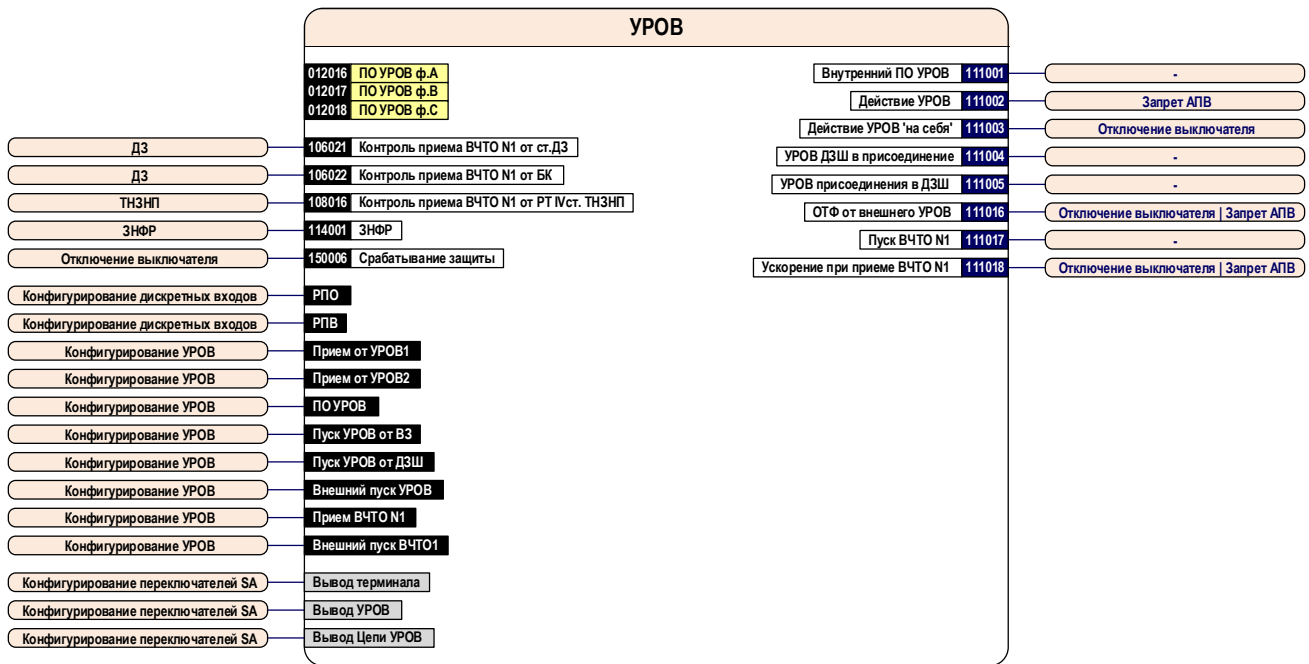 УРОВ
012016 ПО УРОВ ф.А
012017 ПО УРОВ ф.В
012018 ПО УРОВ ф.С
ДЗ 106021 Контроль приема ВЧТО N1 от ст.ДЗ
ДЗ 106022 Контроль приема ВЧТО N1 от БК
ТНЗНП 108016 Контроль приема ВЧТО N1 от РТ IVст. ТНЗНП
ЗНФР 114001 ЗНФР
Отключение выключателя 150006 Срабатывание защиты
Конфигурирование дискретных входов РПО
Конфигурирование дискретных входов РПВ
Конфигурирование УРОВ Прием от УРОВ1
Конфигурирование УРОВ Прием от УРОВ2
Конфигурирование УРОВ ПО УРОВ
Конфигурирование УРОВ Пуск УРОВ от ВЗ
Конфигурирование УРОВ Пуск УРОВ от ДЗШ
Конфигурирование УРОВ Внешний пуск УРОВ
Конфигурирование УРОВ Прием ВЧТО N1
Конфигурирование УРОВ Внешний пуск ВЧТО1
Конфигурирование переключателей SA Вывод терминала
Конфигурирование переключателей SA Вывод УРОВ
Конфигурирование переключателей SA Вывод Цепи УРОВ
Внутренний ПО УРОВ 111001 -
Действие УРОВ 111002 Запрет АПВ
Действие УРОВ 'на себя' 111003 Отключение выключателя
УРОВ ДЗШ в присоединение 111004 -
УРОВ присоединения в ДЗШ 111005 -
ОТФ от внешнего УРОВ 111016 Отключение выключателя | Запрет АПВ
Пуск ВЧТО N1 111017 -
Ускорение при приеме ВЧТО N1 111018 Отключение выключателя | Запрет АПВ